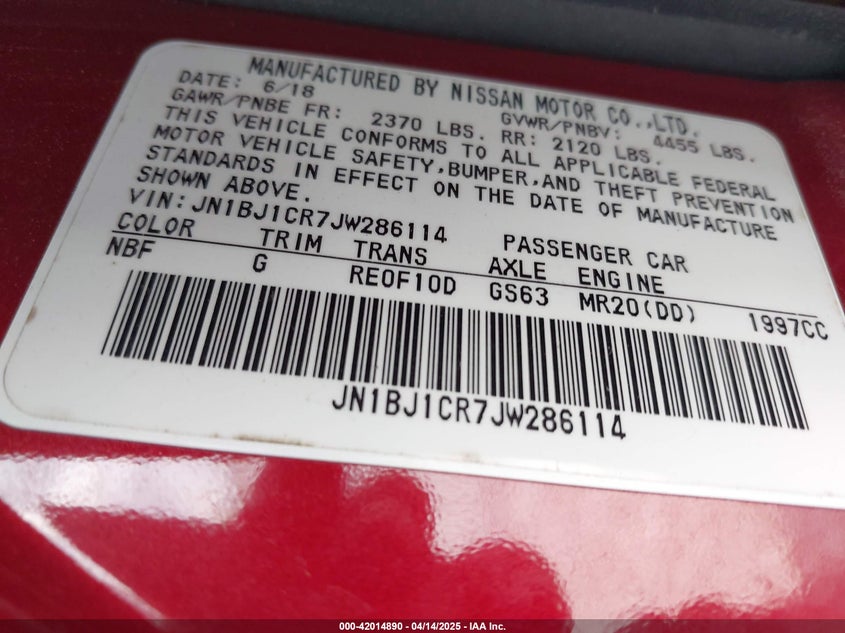 MANUFACTURED BY NISSAN MOTOR CO.,LTD.
DATE: 6/18 GVWR/PNBV: 4455 LBS.
GAWR/PNBE FR: 2370 LBS. RR: 2120 LBS.
THIS VEHICLE CONFORMS TO ALL APPLICABLE FEDERAL
MOTOR VEHICLE SAFETY,BUMPER,AND THEFT PREVENTION
STANDARDS IN EFFECT ON THE DATE OF MANUFACTURE
SHOWN ABOVE.
VIN:JN1BJ1CR7JW286114 PASSENGER CAR
COLOR TRIM TRANS AXLE ENGINE
NBF G RE0F10D GS63 MR20(DD) 1997CC
JN1BJ1CR7JW286114
000-42014890 - 04/14/2025 - IAA Inc.